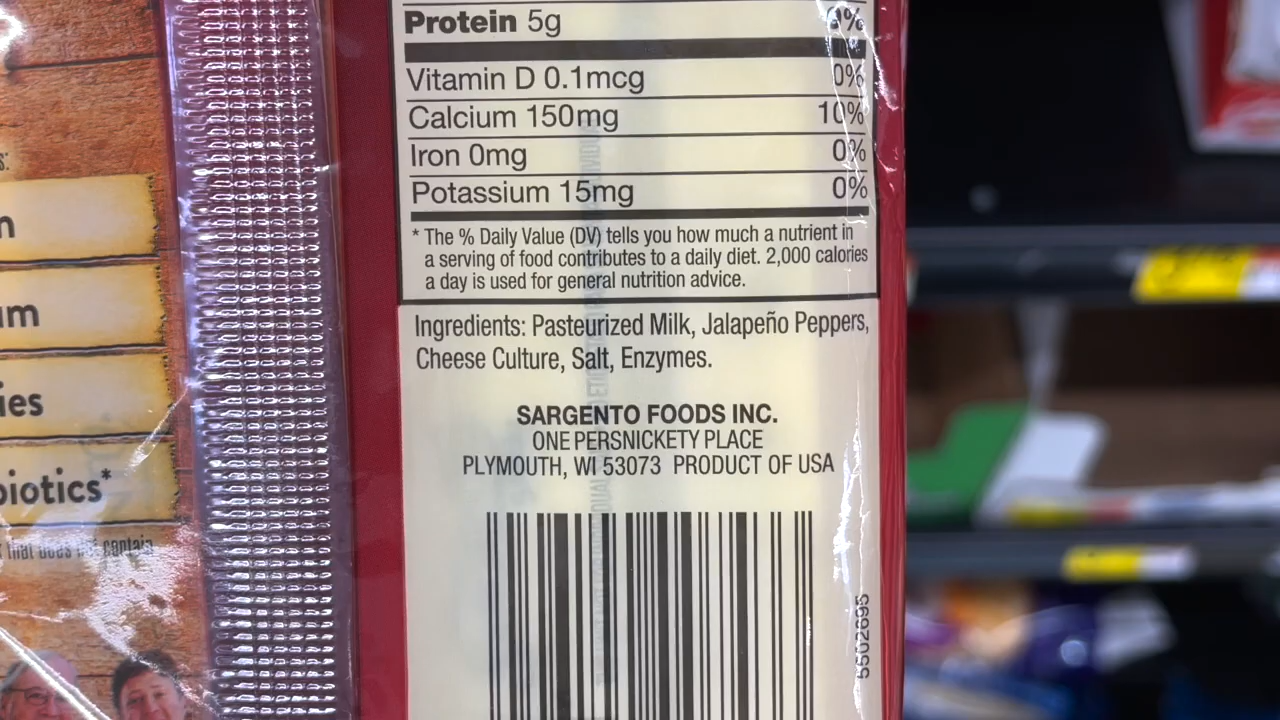 Protein 5g 9%
Vitamin D 0.1mcg 0%
Calcium 150mg 10%
Iron 0mg 0%
Potassium 15mg 0%
* The % Daily Value (DV) tells you how much a nutrient in
a serving of food contributes to a daily diet. 2,000 calories
a day is used for general nutrition advice.
Ingredients: Pasteurized Milk, Jalapeño Peppers,
Cheese Culture, Salt, Enzymes.
SARGENTO FOODS INC.
ONE PERSNICKETY PLACE
PLYMOUTH, WI 53073 PRODUCT OF USA
5502695